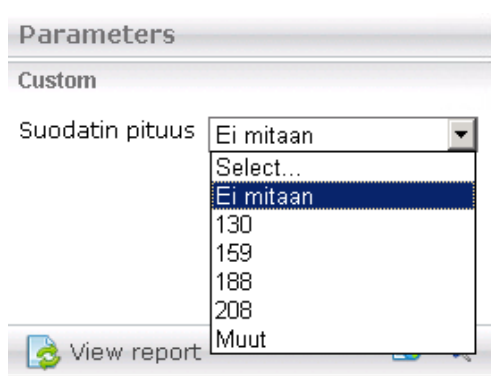 Parameters
Custom
Suodatin pituus Ei mitaan
Select...
Ei mitaan
130
159
188
208
Muut
View report